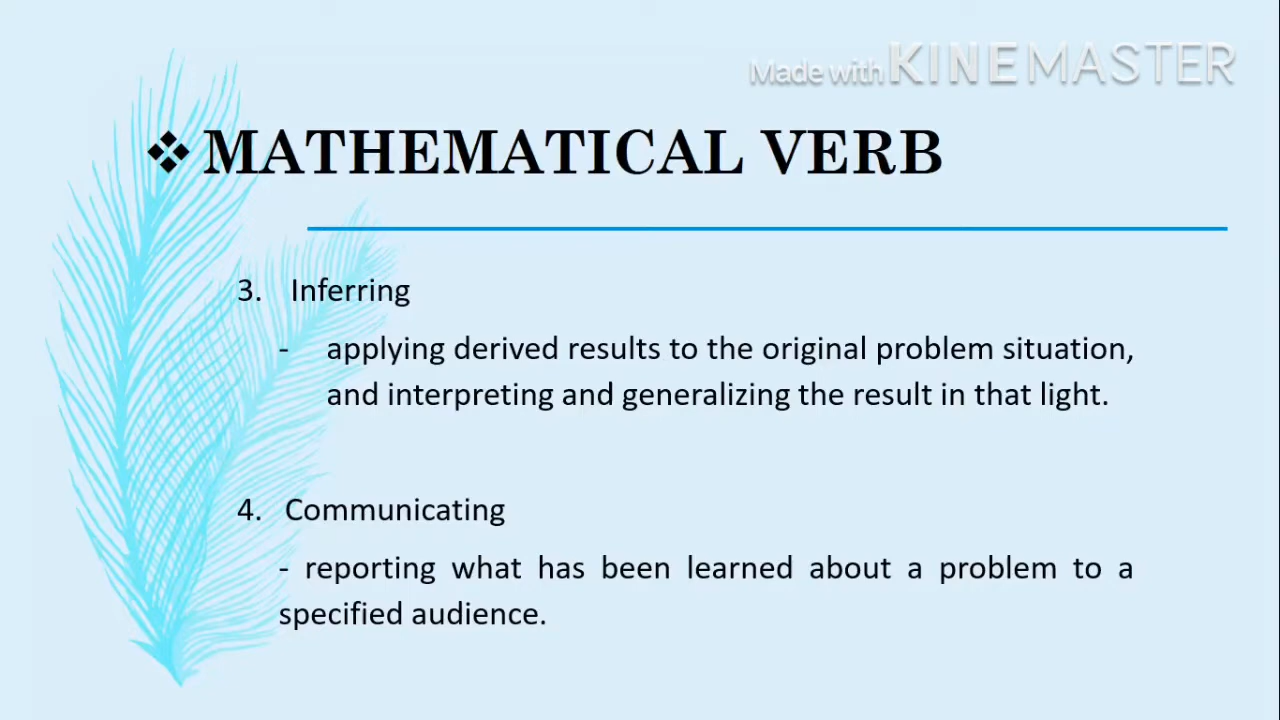 Made with KINEMASTER
❖ MATHEMATICAL VERB
3. Inferring
- applying derived results to the original problem situation,
and interpreting and generalizing the result in that light.
4. Communicating
- reporting what has been learned about a problem to a
specified audience.